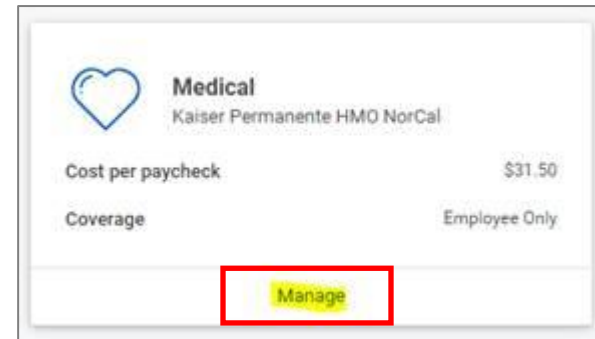 Medical
Kaiser Permanente HMO NorCal
Cost per paycheck $31.50
Coverage Employee Only
Manage